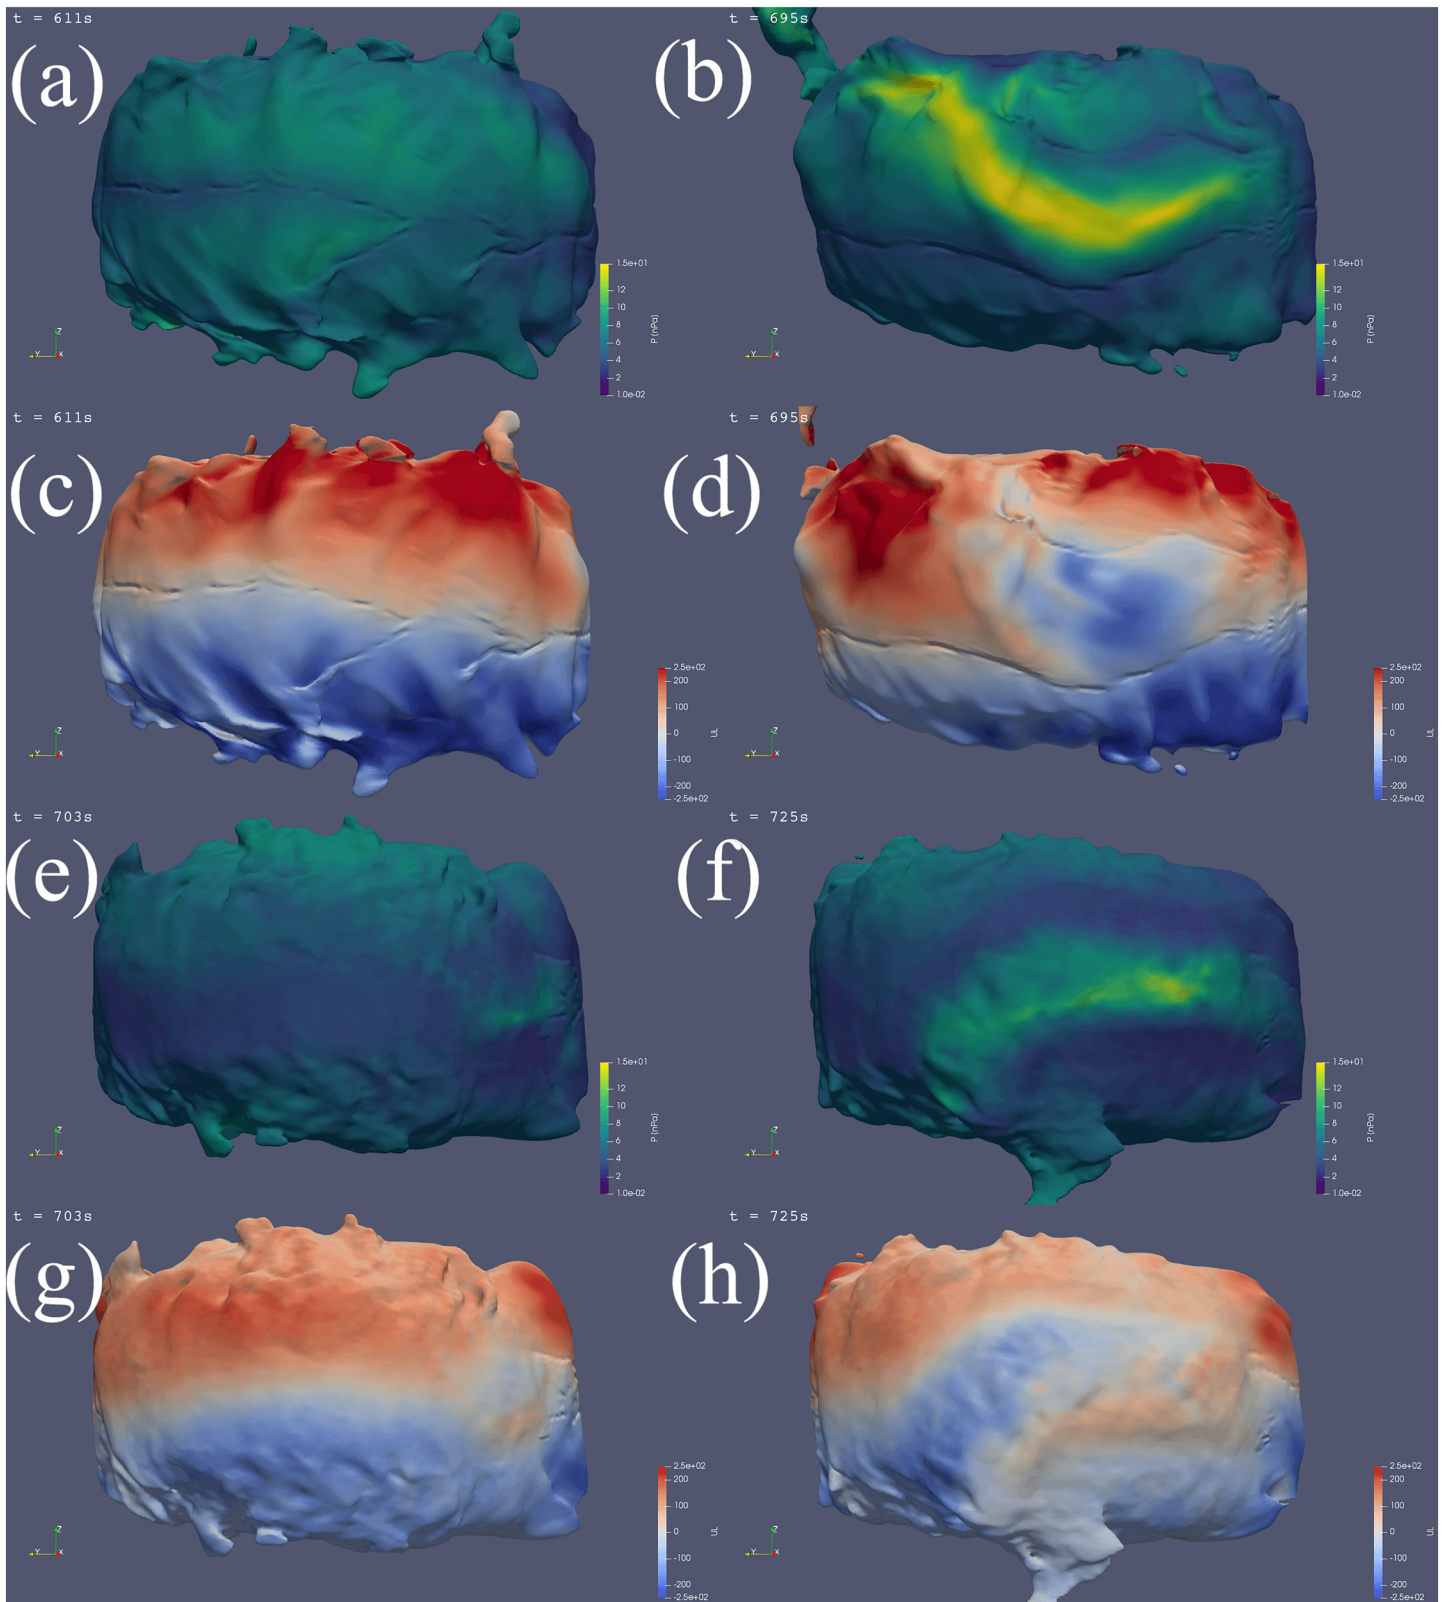 t = 611s
(a)
1.5e+01
12
10
8
6
4
2
1.0e-02
P (nPa)
Z
Y
X
t = 695s
(b)
1.5e+01
12
10
8
6
4
2
1.0e-02
P (nPa)
Z
Y
X
t = 611s
(c)
2.5e+02
200
100
0
-100
-200
-2.5e+02
UL
Z
Y
X
t = 695s
(d)
2.5e+02
200
100
0
-100
-200
-2.5e+02
UL
Z
Y
X
t = 703s
(e)
1.5e+01
12
10
8
6
4
2
1.0e-02
P (nPa)
Z
Y
X
t = 725s
(f)
1.5e+01
12
10
8
6
4
2
1.0e-02
P (nPa)
Z
Y
X
t = 703s
(g)
2.5e+02
200
100
0
-100
-200
-2.5e+02
UL
Z
Y
X
t = 725s
(h)
2.5e+02
200
100
0
-100
-200
-2.5e+02
UL
Z
Y
X